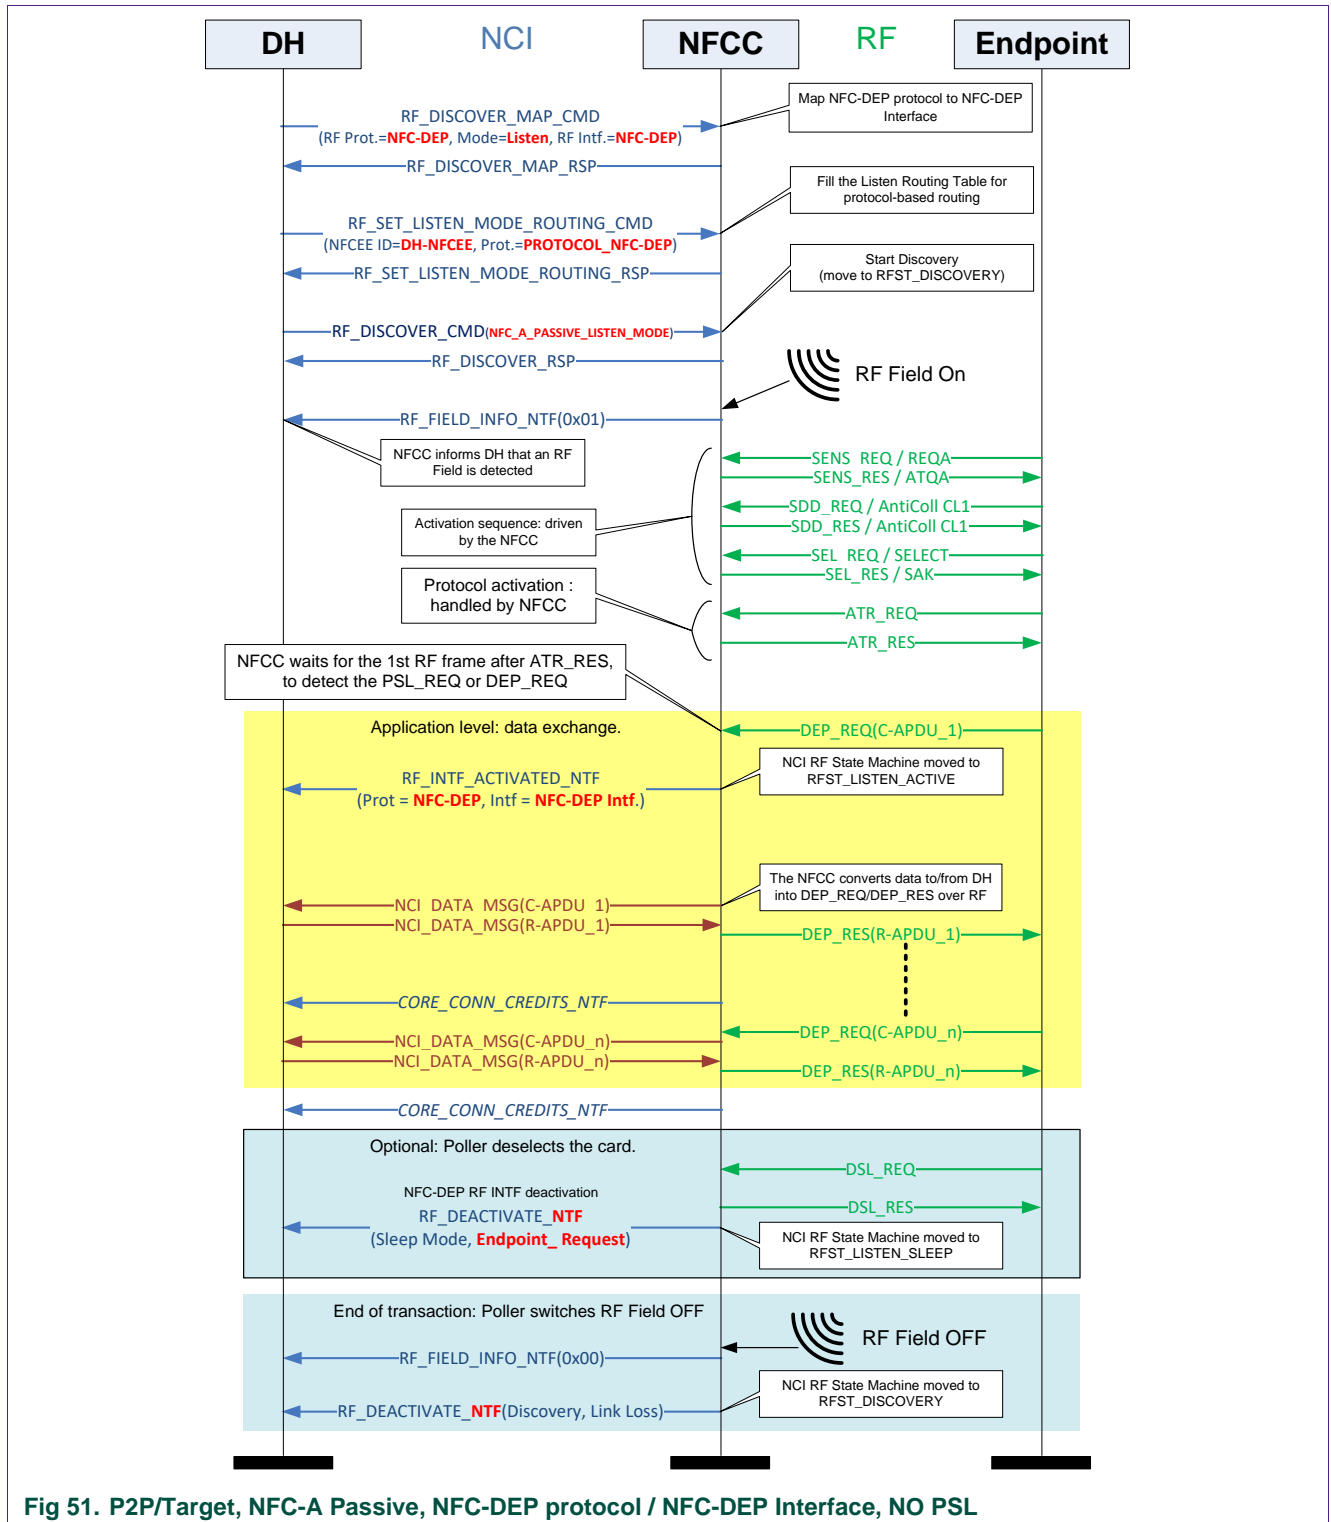 DH
NCI
NFCC
RF
Endpoint
Map NFC-DEP protocol to NFC-DEP
Interface
RF_DISCOVER_MAP_CMD
(RF Prot.=NFC-DEP, Mode=Listen, RF Intf.=NFC-DEP)
RF_DISCOVER_MAP_RSP
Fill the Listen Routing Table for
protocol-based routing
RF_SET_LISTEN_MODE_ROUTING_CMD
(NFCEE ID=DH-NFCEE, Prot.=PROTOCOL_NFC-DEP)
RF_SET_LISTEN_MODE_ROUTING_RSP
Start Discovery
(move to RFST_DISCOVERY)
RF_DISCOVER_CMD(NFC_A_PASSIVE_LISTEN_MODE)
RF_DISCOVER_RSP
RF Field On
RF_FIELD_INFO_NTF(0x01)
NFCC informs DH that an RF
Field is detected
SENS_REQ / REQA
SENS_RES / ATQA
SDD_REQ / AntiColl CL1
SDD_RES / AntiColl CL1
Activation sequence: driven
by the NFCC
SEL_REQ / SELECT
SEL_RES / SAK
Protocol activation :
handled by NFCC
ATR_REQ
ATR_RES
NFCC waits for the 1st RF frame after ATR_RES,
to detect the PSL_REQ or DEP_REQ
Application level: data exchange.
DEP_REQ(C-APDU_1)
NCI RF State Machine moved to
RFST_LISTEN_ACTIVE
RF_INTF_ACTIVATED_NTF
(Prot = NFC-DEP, Intf = NFC-DEP Intf.)
The NFCC converts data to/from DH
into DEP_REQ/DEP_RES over RF
NCI_DATA_MSG(C-APDU_1)
NCI_DATA_MSG(R-APDU_1)
DEP_RES(R-APDU_1)
CORE_CONN_CREDITS_NTF
DEP_REQ(C-APDU_n)
NCI_DATA_MSG(C-APDU_n)
NCI_DATA_MSG(R-APDU_n)
DEP_RES(R-APDU_n)
CORE_CONN_CREDITS_NTF
Optional: Poller deselects the card.
DSL_REQ
NFC-DEP RF INTF deactivation
DSL_RES
RF_DEACTIVATE_NTF
(Sleep Mode, Endpoint_ Request)
NCI RF State Machine moved to
RFST_LISTEN_SLEEP
End of transaction: Poller switches RF Field OFF
RF Field OFF
RF_FIELD_INFO_NTF(0x00)
NCI RF State Machine moved to
RFST_DISCOVERY
RF_DEACTIVATE_NTF(Discovery, Link Loss)
Fig 51. P2P/Target, NFC-A Passive, NFC-DEP protocol / NFC-DEP Interface, NO PSL